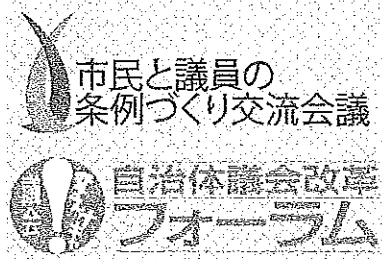 市民と議員の
条例づくり交流会議
自治体議会改革
フォーラム